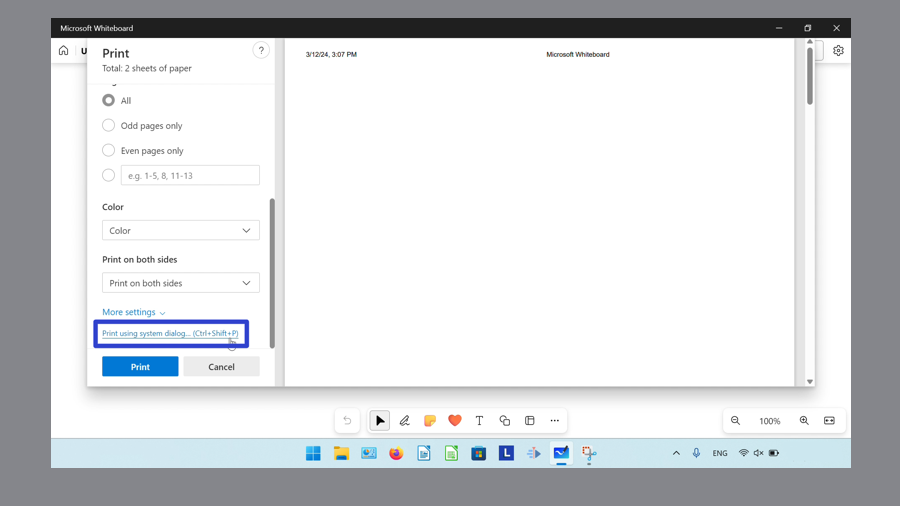 Microsoft Whiteboard
U
Print
?
Total: 2 sheets of paper
All
Odd pages only
Even pages only
e.g. 1-5, 8, 11-13
Color
Color
Print on both sides
Print on both sides
More settings
Print using system dialog... (Ctrl+Shift+P)
Print
Cancel
3/12/24, 3:07 PM
Microsoft Whiteboard
T
100%
L
ENG